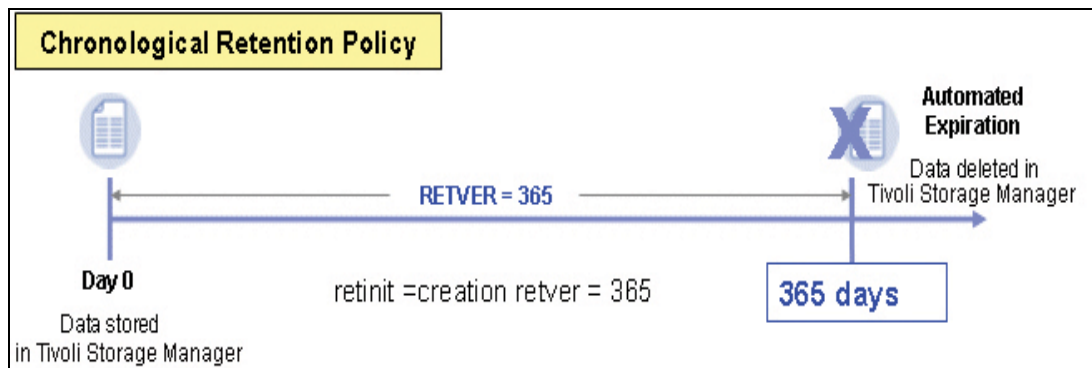 Chronological Retention Policy
Automated
Expiration
Data deleted in
Tivoli Storage Manager
RETVER = 365
Day 0
Data stored
in Tivoli Storage Manager
retinit =creation retver = 365
365 days